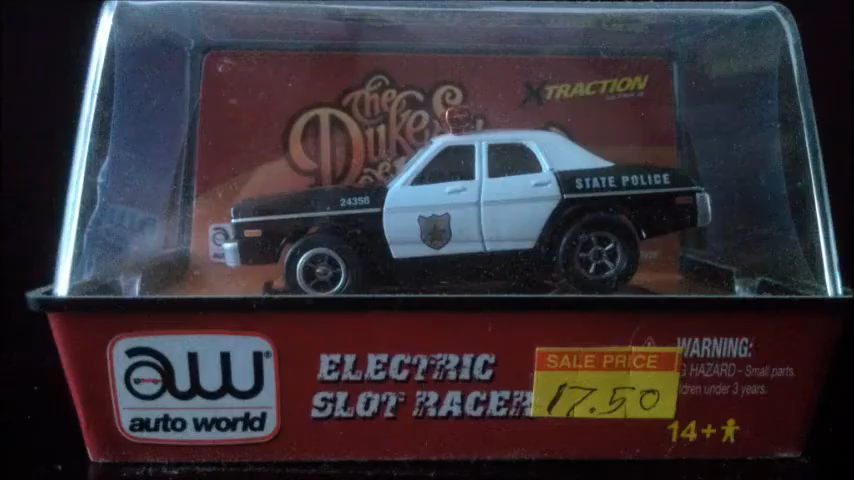 the
Dukes
of
XTRACTION
STATE POLICE
24356
aw®
auto world
ELECTRIC
SLOT RACER
SALE PRICE
17.50
WARNING:
HAZARD - Small parts.
under 3 years.
14+